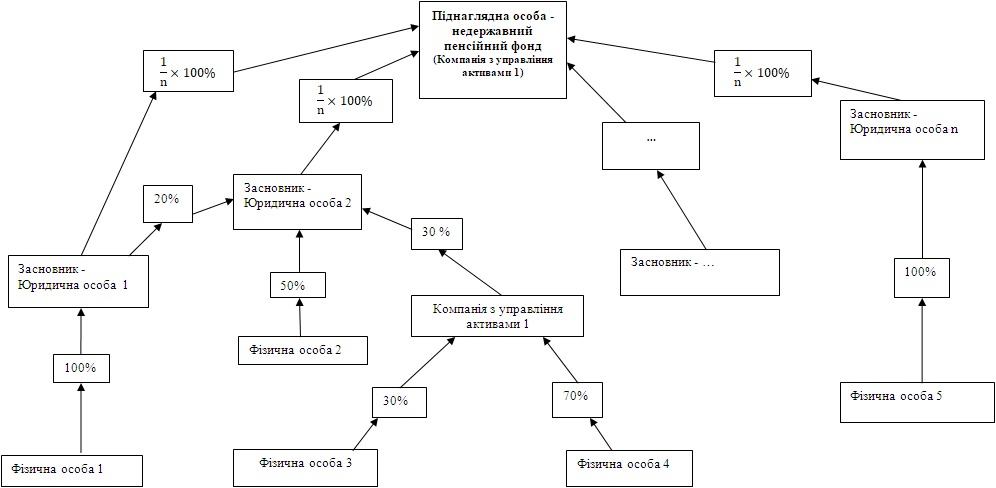 Піднаглядна особа -
недержавний
пенсійний фонд
(Компанія з управління
активами 1)
1/n × 100%
1/n × 100%
1/n × 100%
Засновник -
Юридична особа n
...
Засновник -
Юридична особа 2
20%
30 %
Засновник -
Юридична особа 1
Засновник - …
100%
50%
Компанія з управління
активами 1
Фізична особа 2
100%
30%
70%
Фізична особа 5
Фізична особа 1
Фізична особа 3
Фізична особа 4